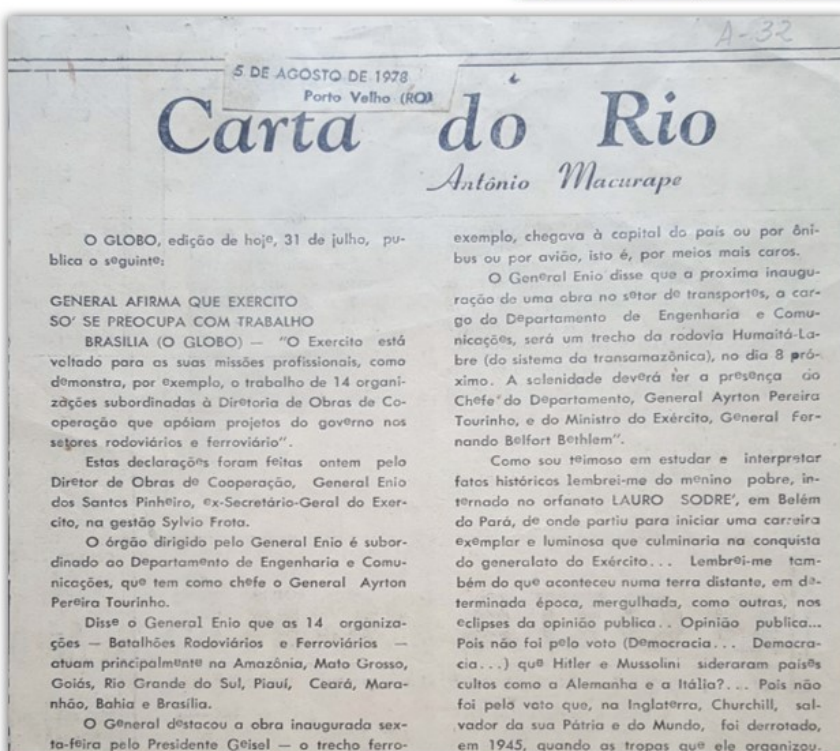 A-32
5 DE AGOSTO DE 1978
Porto Velho (RO)
Carta do Rio
Antônio Macurape
O GLOBO, edição de hoje, 31 de julho, pu-
blica o seguinte:
GENERAL AFIRMA QUE EXERCITO
SO' SE PREOCUPA COM TRABALHO
BRASILIA (O GLOBO) — "O Exercito está
voltado para as suas missões profissionais, como
demonstra, por exemplo, o trabalho de 14 organi-
zações subordinadas à Diretoria de Obras de Co-
operação que apóiam projetos do governo nos
setores rodoviários e ferroviário".
Estas declarações foram feitas ontem pelo
Diretor de Obras de Cooperação, General Enio
dos Santos Pinheiro, ex-Secretário-Geral do Exer-
cito, na gestão Sylvio Frota.
O órgão dirigido pelo General Enio é subor-
dinado ao Departamento de Engenharia e Comu-
nicações, que tem como chefe o General Ayrton
Pereira Tourinho.
Disse o General Enio que as 14 organiza-
ções — Batalhões Rodoviários e Ferroviários —
atuam principalmente na Amazônia, Mato Grosso,
Goiás, Rio Grande do Sul, Piauí, Ceará, Mara-
nhão, Bahia e Brasília.
O General destacou a obra inaugurada sex-
ta-feira pelo Presidente Geisel — o trecho ferro-
exemplo, chegava à capital do país ou por ôni-
bus ou por avião, isto é, por meios mais caros.
O General Enio disse que a proxima inaugu-
ração de uma obra no setor de transportes, a car-
go do Departamento de Engenharia e Comu-
nicações, será um trecho da rodovia Humaitá-La-
bre (do sistema da transamazônica), no dia 8 pró-
ximo. A solenidade deverá ter a presença do
Chefe do Departamento, General Ayrton Pereira
Tourinho, e do Ministro do Exército, General Fer-
nando Belfort Bethlem".
Como sou teimoso em estudar e interpretar
fatos históricos lembrei-me do menino pobre, in-
ternado no orfanato LAURO SODRE', em Belém
do Pará, de onde partiu para iniciar uma carreira
exemplar e luminosa que culminaria na conquista
do generalato do Exército... Lembrei-me tam-
bém do que aconteceu numa terra distante, em de-
terminada época, mergulhada, como outras, nos
eclipses da opinião publica.. Opinião publica...
Pois não foi pelo voto (Democracia... Democra-
cia...) que Hitler e Mussolini sideraram países
cultos como a Alemanha e a Itália?... Pois não
foi pelo voto que, na Inglaterra, Churchill, sal-
vador da sua Pátria e do Mundo, foi derrotado,
em 1945, quando as tropas que ele organizou